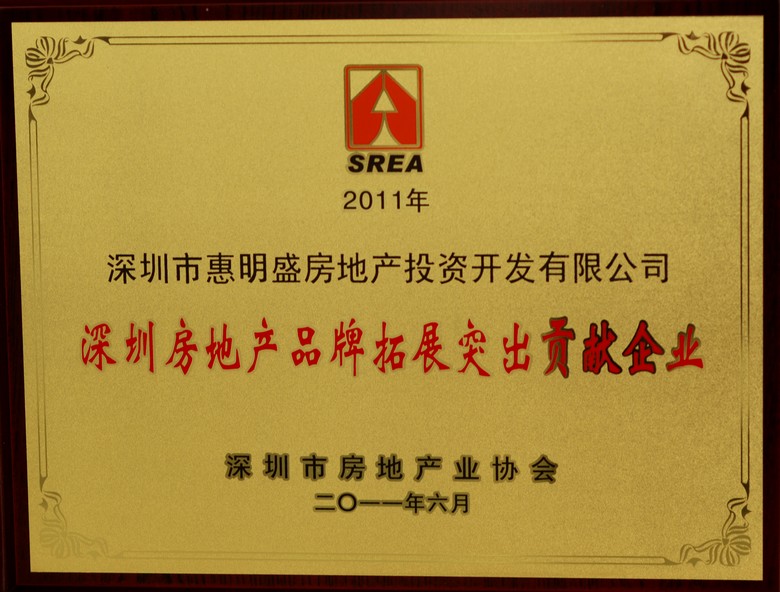 SREA
2011年
深圳市惠明盛房地产投资开发有限公司
深圳房地产品牌拓展突出贡献企业
深圳市房地产业协会
二〇一一年六月